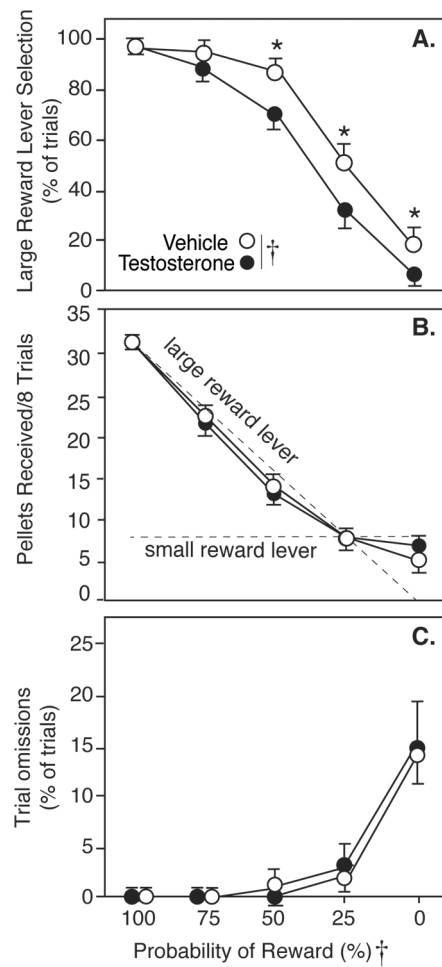 A.
Large Reward Lever Selection
(% of trials)
100
80
60
40
20
0
*
*
*
Vehicle
Testosterone
†
B.
Pellets Received/8 Trials
35
30
25
20
15
10
5
0
large reward lever
small reward lever
C.
Trial omissions
(% of trials)
25
20
15
10
5
0
100 75 50 25 0
Probability of Reward (%)†